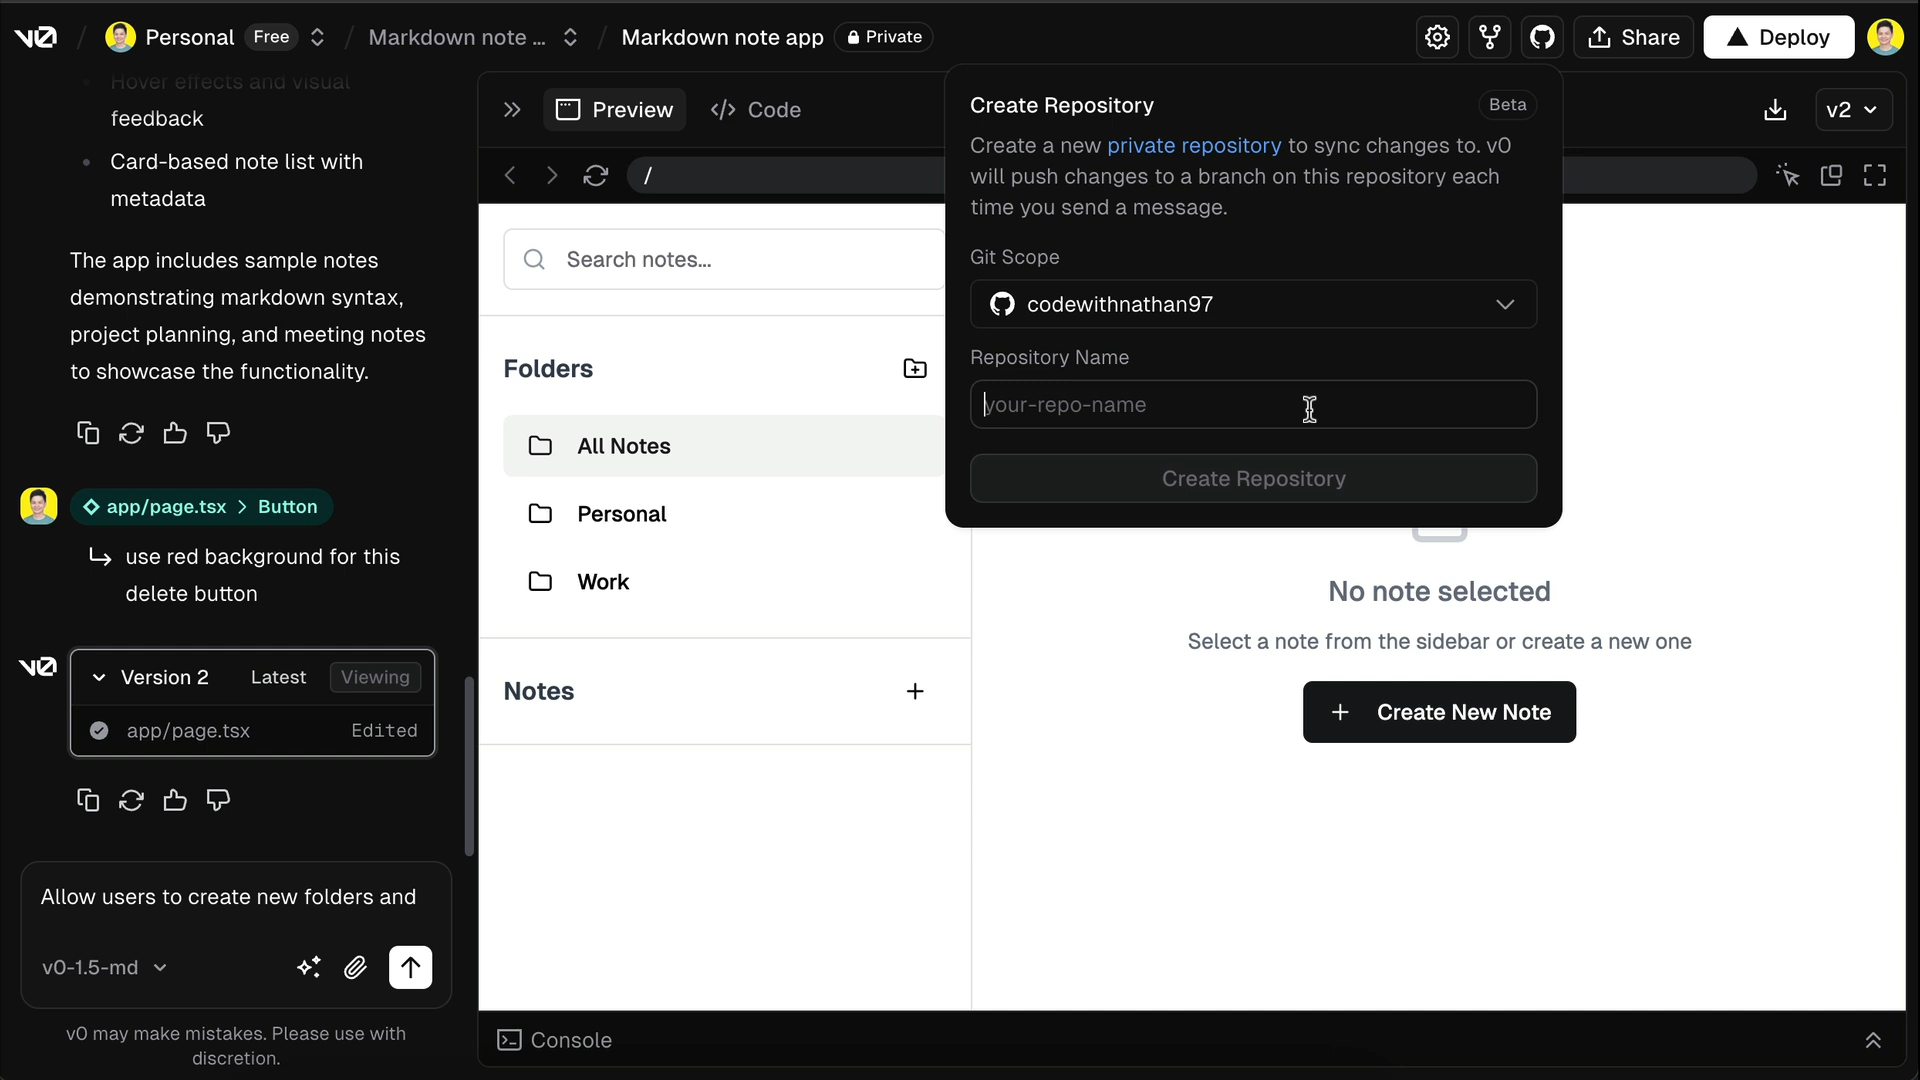 v0
Personal
Free
Markdown note ...
Markdown note app
Private
Share
Deploy
Hover effects and visual
feedback
Card-based note list with
metadata
The app includes sample notes
demonstrating markdown syntax,
project planning, and meeting notes
to showcase the functionality.
app/page.tsx > Button
use red background for this
delete button
v0
Version 2 Latest Viewing
app/page.tsx Edited
Allow users to create new folders and
v0-1.5-md
v0 may make mistakes. Please use with
discretion.
Preview
</> Code
v2
/
Search notes...
Folders
All Notes
Personal
Work
Notes
Create Repository
Beta
Create a new private repository to sync changes to. v0
will push changes to a branch on this repository each
time you send a message.
Git Scope
codewithnathan97
Repository Name
your-repo-name
Create Repository
No note selected
Select a note from the sidebar or create a new one
Create New Note
Console